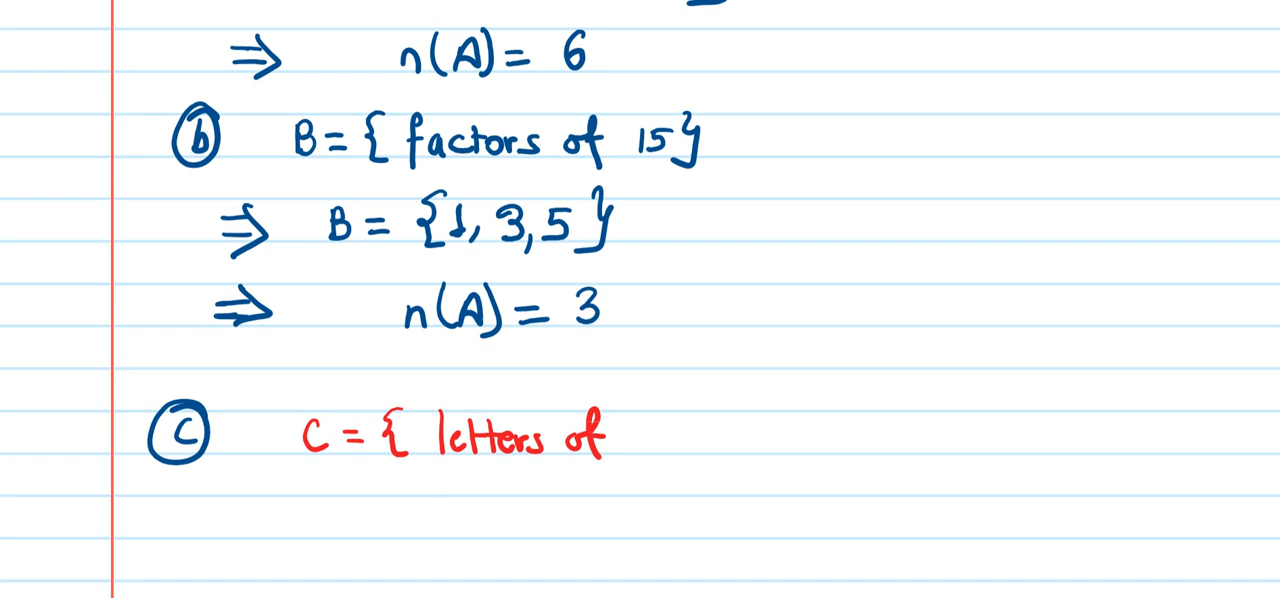 ⇒ n(A) = 6
(b) B = { factors of 15}
⇒ B = {1, 3, 5}
⇒ n(A) = 3
(c) C = { letters of